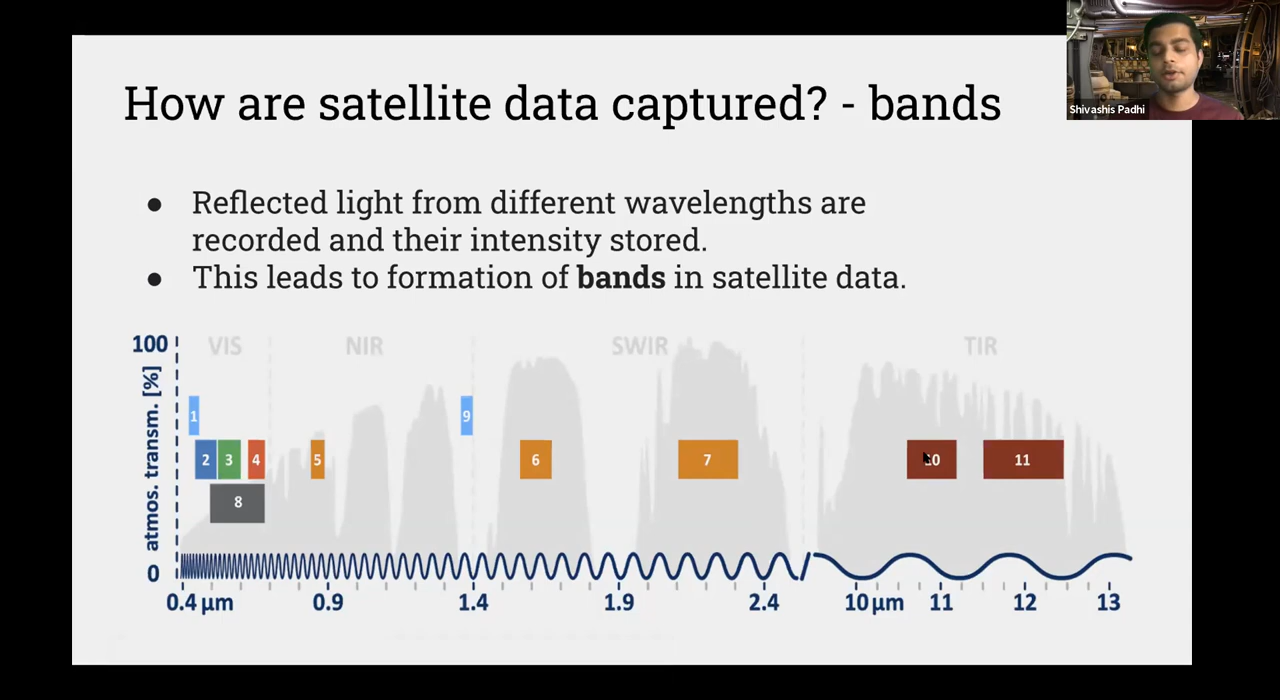 How are satellite data captured? - bands
Shivashis Padhi
● Reflected light from different wavelengths are
recorded and their intensity stored.
● This leads to formation of bands in satellite data.
100 VIS NIR SWIR TIR
atmos. transm. [%]
1 9
2 3 4 5 6 7 10 11
8
0
0.4 µm 0.9 1.4 1.9 2.4 10 µm 11 12 13